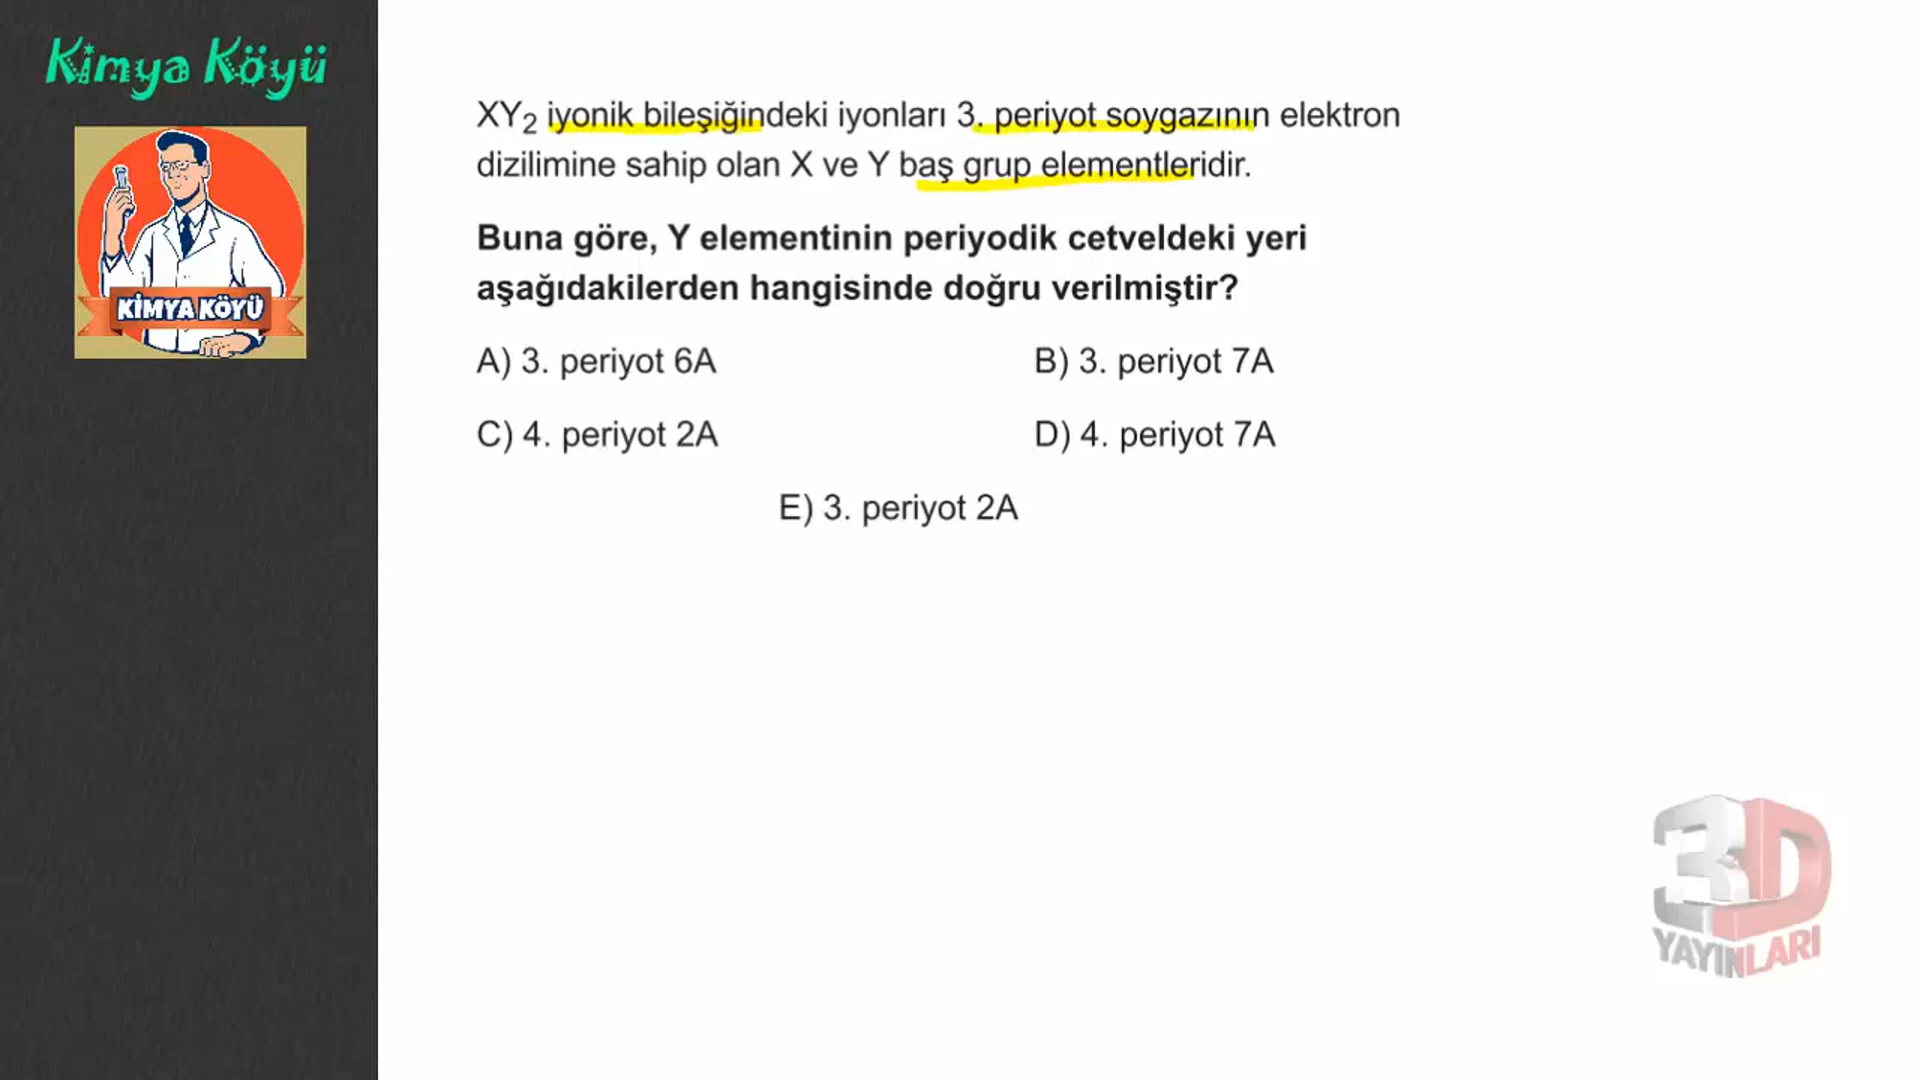 Kimya Köyü
KİMYA KÖYÜ
XY₂ iyonik bileşiğindeki iyonları 3. periyot soygazının elektron
dizilimine sahip olan X ve Y baş grup elementleridir.
Buna göre, Y elementinin periyodik cetveldeki yeri
aşağıdakilerden hangisinde doğru verilmiştir?
A) 3. periyot 6A
B) 3. periyot 7A
C) 4. periyot 2A
D) 4. periyot 7A
E) 3. periyot 2A
3D
YAYINLARI